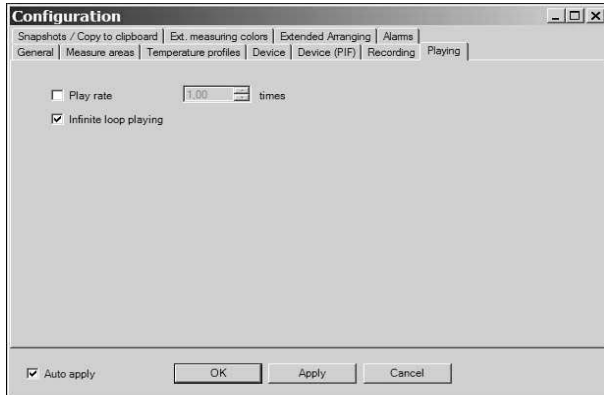 Configuration
Snapshots / Copy to clipboard Ext. measuring colors Extended Arranging Alarms
General Measure areas Temperature profiles Device Device (PIF) Recording Playing
Play rate 1.00 times
Infinite loop playing
Auto apply OK Apply Cancel